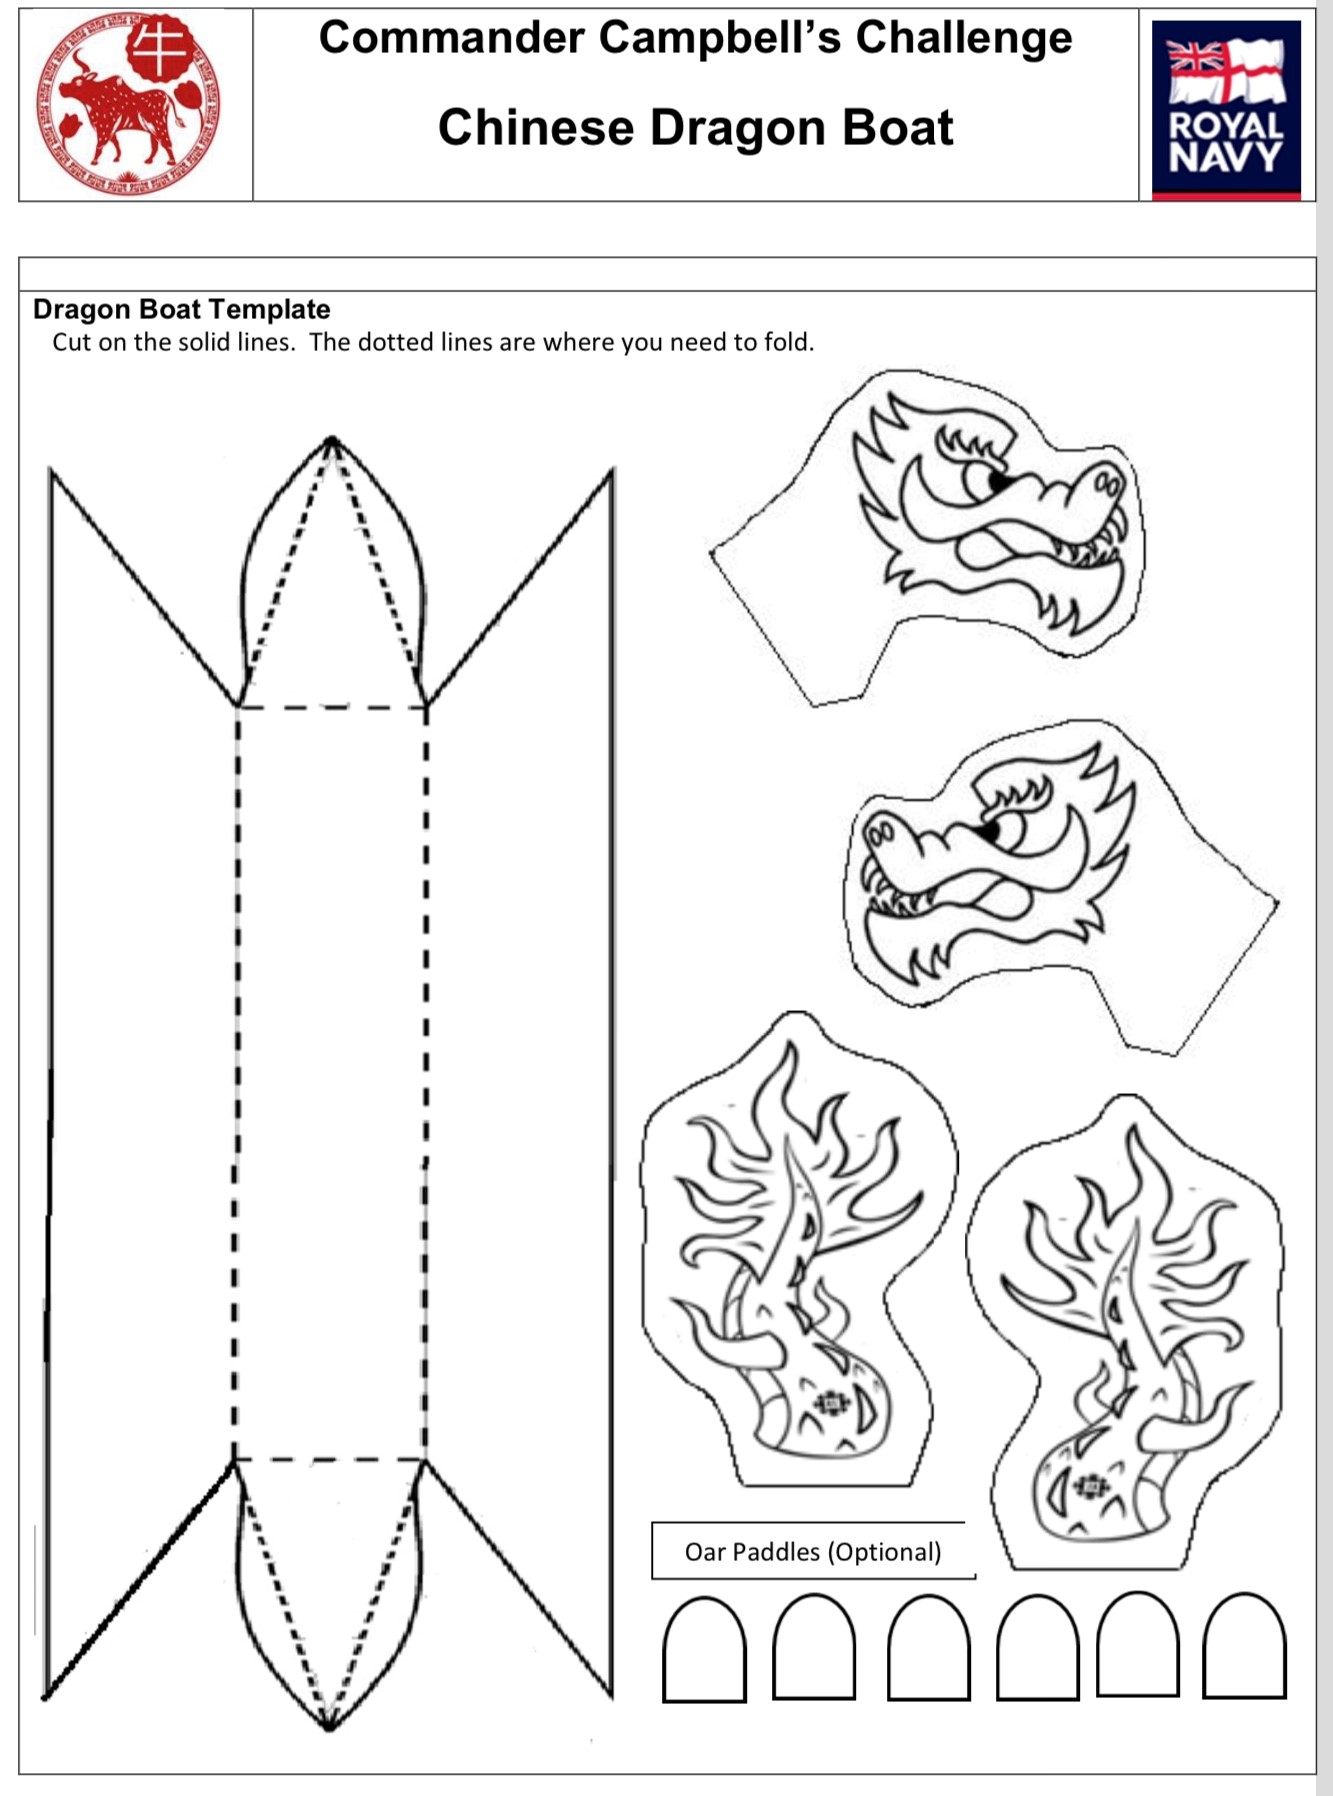 牛
Commander Campbell's Challenge
Chinese Dragon Boat
ROYAL
NAVY
Dragon Boat Template
Cut on the solid lines.  The dotted lines are where you need to fold.
Oar Paddles (Optional)